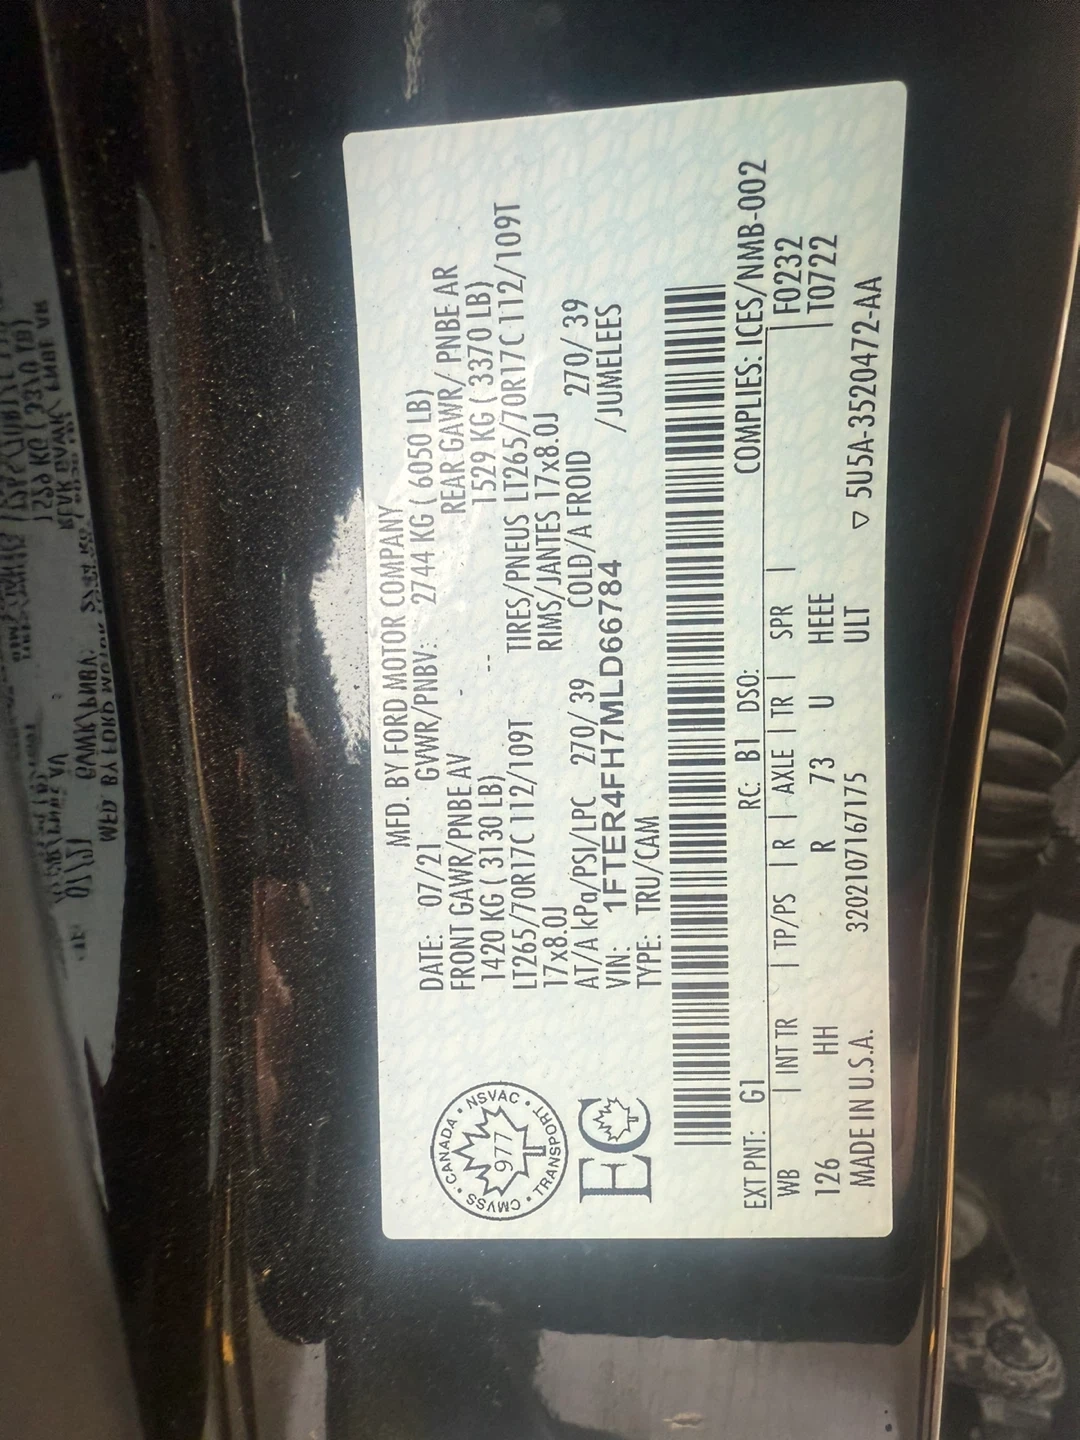 MFD. BY FORD MOTOR COMPANY
DATE: 07/21 GVWR/PNBV: 2744 KG ( 6050 LB)
FRONT GAWR/PNBE AV - REAR GAWR/ PNBE AR
1420 KG ( 3130 LB) -- 1529 KG ( 3370 LB)
LT265/70R17C 112/109T TIRES/PNEUS LT265/70R17C 112/109T
17x8.0J RIMS/JANTES 17x8.0J
AT/A kPa/PSI/LPC 270/ 39 COLD/A FROID 270/ 39
VIN: 1FTER4FH7MLD66784 /JUMELEES
TYPE: TRU/CAM
CANADA • NSVAC • TRANSPORT • CMVSS
977
EC
EXT PNT: G1 RC: B1 DSO: COMPLIES: ICES/NMB-002
WB | INT TR | TP/PS | R | AXLE | TR | SPR | | F0232
126 HH R 73 U HEEE T0722
MADE IN U.S.A. 320210716​7175 ULT ▽ 5U5A-3520472-AA